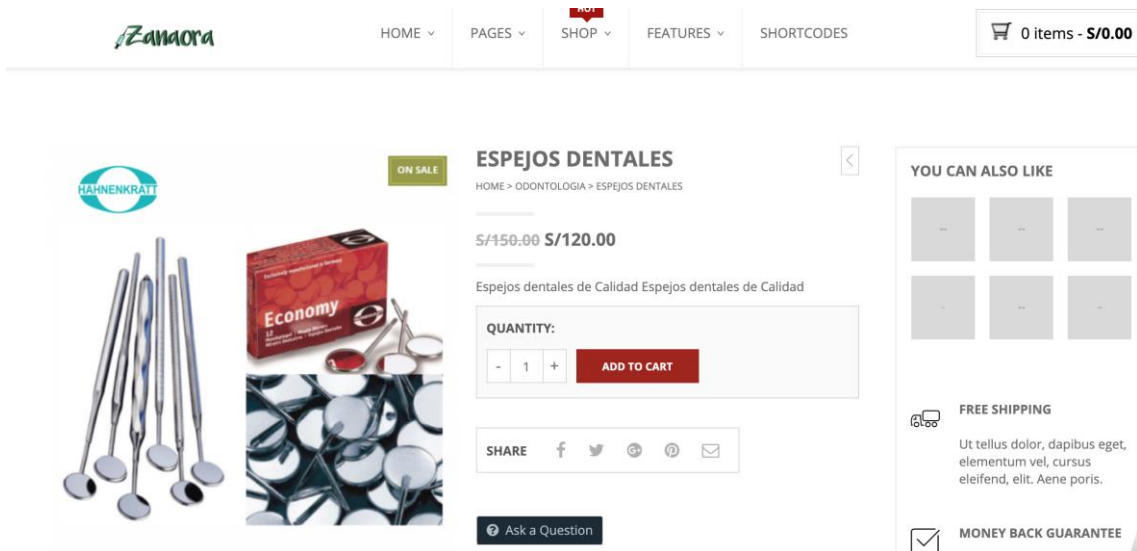 Zanaora
HOME
PAGES
HOT
SHOP
FEATURES
SHORTCODES
0 items - S/0.00
HAHNENKRATT
ON SALE
Economy
12
ESPEJOS DENTALES
HOME > ODONTOLOGIA > ESPEJOS DENTALES
S/150.00 S/120.00
Espejos dentales de Calidad Espejos dentales de Calidad
QUANTITY:
- 1 +
ADD TO CART
SHARE
Ask a Question
YOU CAN ALSO LIKE
FREE SHIPPING
Ut tellus dolor, dapibus eget,
elementum vel, cursus
eleifend, elit. Aene poris.
MONEY BACK GUARANTEE